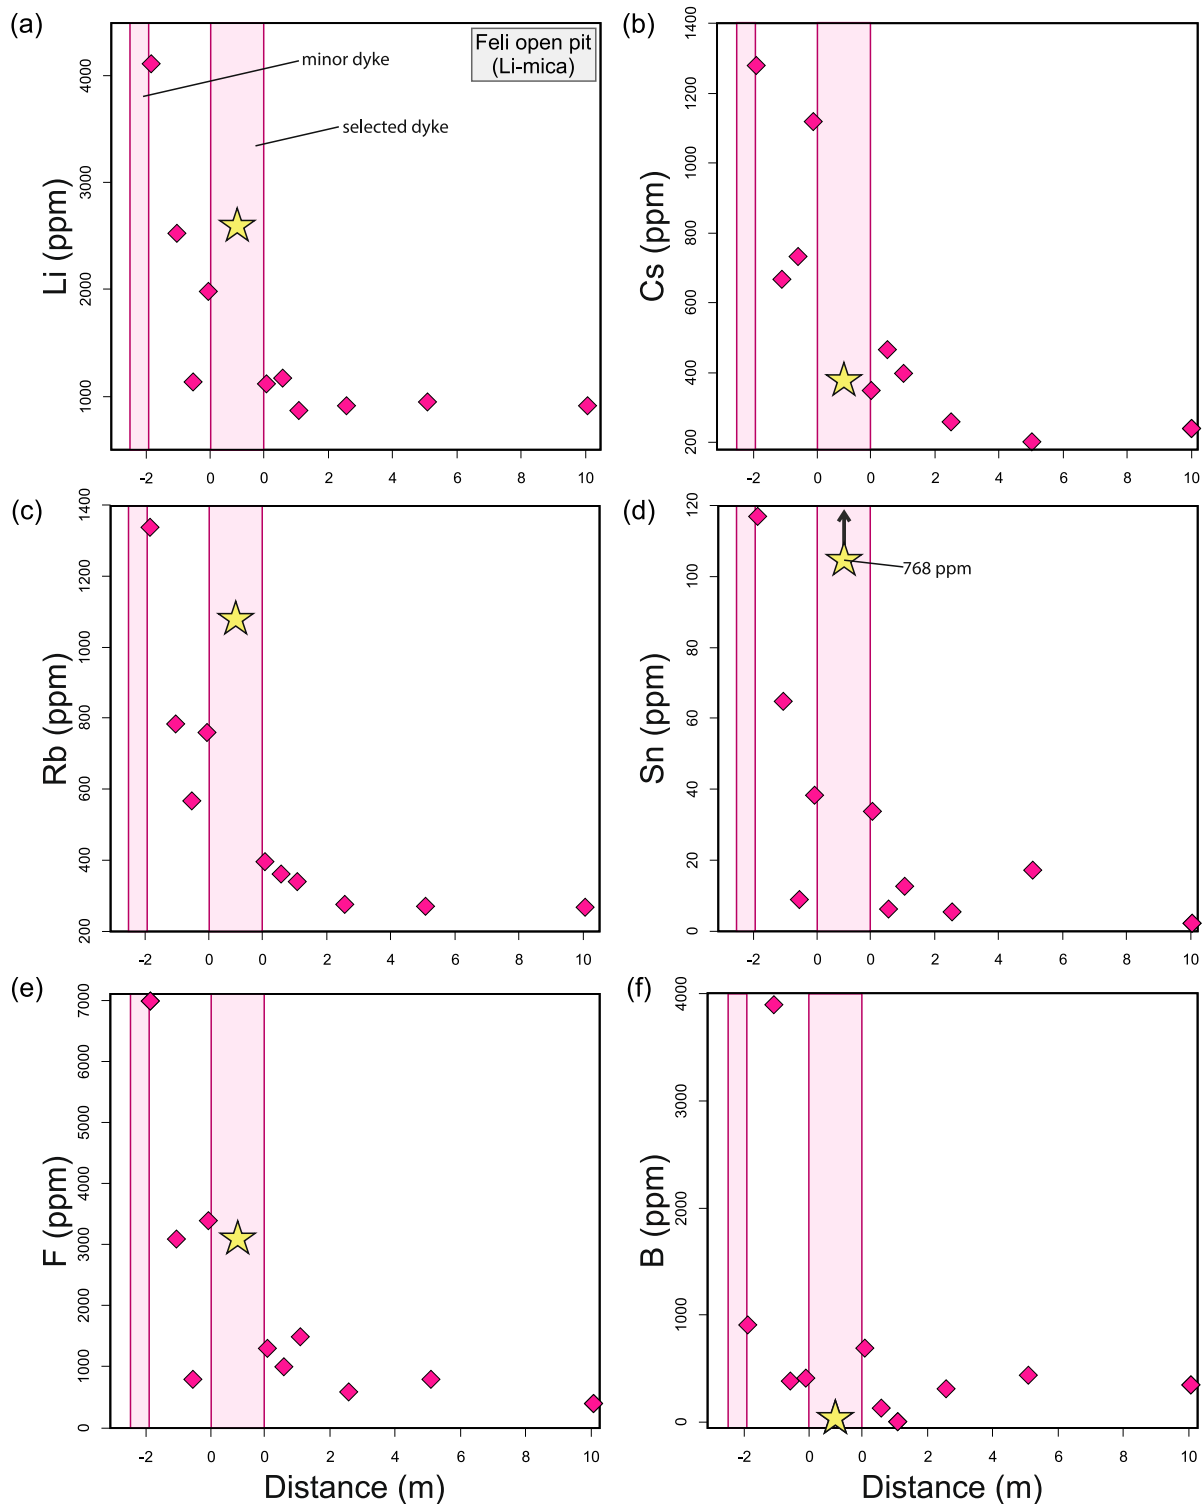 (a)
Feli open pit
(Li-mica)
minor dyke
selected dyke
Li (ppm)
4000
3000
2000
1000
-2 0 0 2 4 6 8 10
(b)
Cs (ppm)
1400
1200
1000
800
600
400
200
-2 0 0 2 4 6 8 10
(c)
Rb (ppm)
1400
1200
1000
800
600
400
200
-2 0 0 2 4 6 8 10
(d)
768 ppm
Sn (ppm)
120
100
80
60
40
20
0
-2 0 0 2 4 6 8 10
(e)
F (ppm)
7000
6000
5000
4000
3000
2000
1000
0
-2 0 0 2 4 6 8 10
Distance (m)
(f)
B (ppm)
4000
3000
2000
1000
0
-2 0 0 2 4 6 8 10
Distance (m)